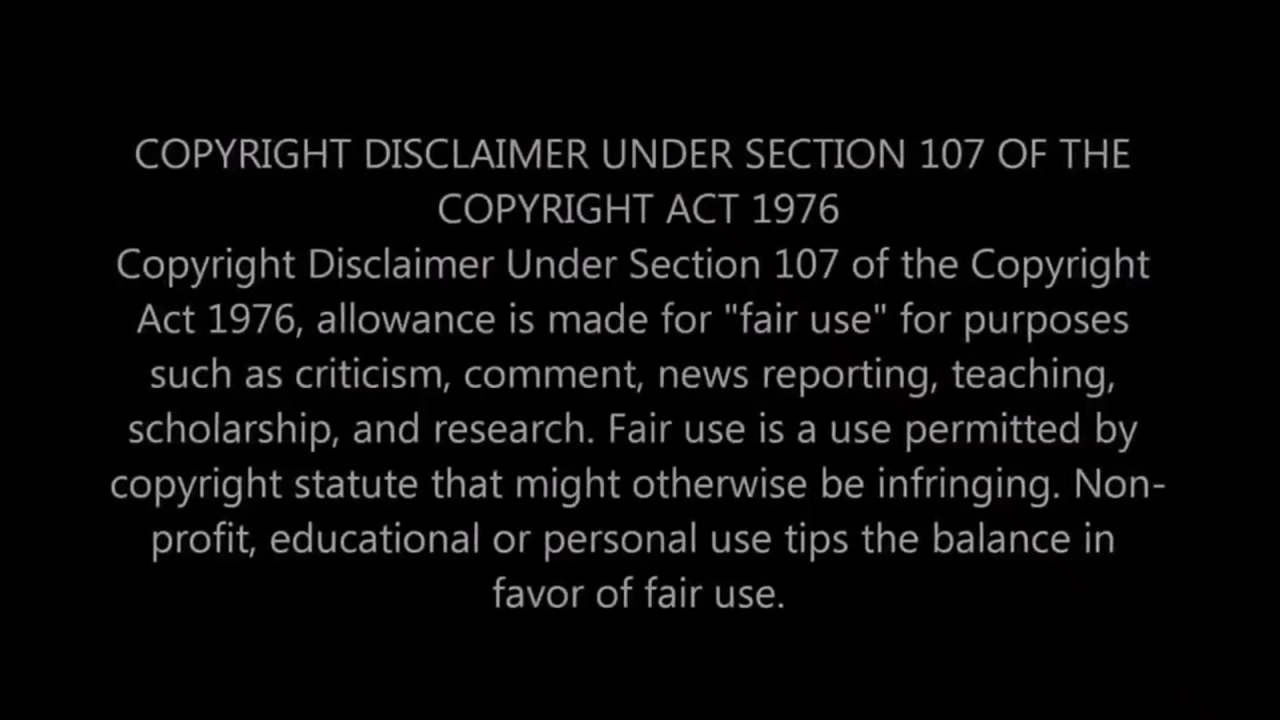 COPYRIGHT DISCLAIMER UNDER SECTION 107 OF THE
COPYRIGHT ACT 1976
Copyright Disclaimer Under Section 107 of the Copyright
Act 1976, allowance is made for "fair use" for purposes
such as criticism, comment, news reporting, teaching,
scholarship, and research. Fair use is a use permitted by
copyright statute that might otherwise be infringing. Non-
profit, educational or personal use tips the balance in
favor of fair use.